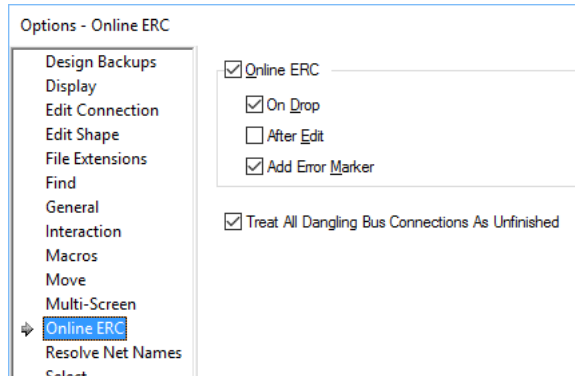 Options - Online ERC
Design Backups
Display
Edit Connection
Edit Shape
File Extensions
Find
General
Interaction
Macros
Move
Multi-Screen
Online ERC
Resolve Net Names
Select
Online ERC
On Drop
After Edit
Add Error Marker
Treat All Dangling Bus Connections As Unfinished